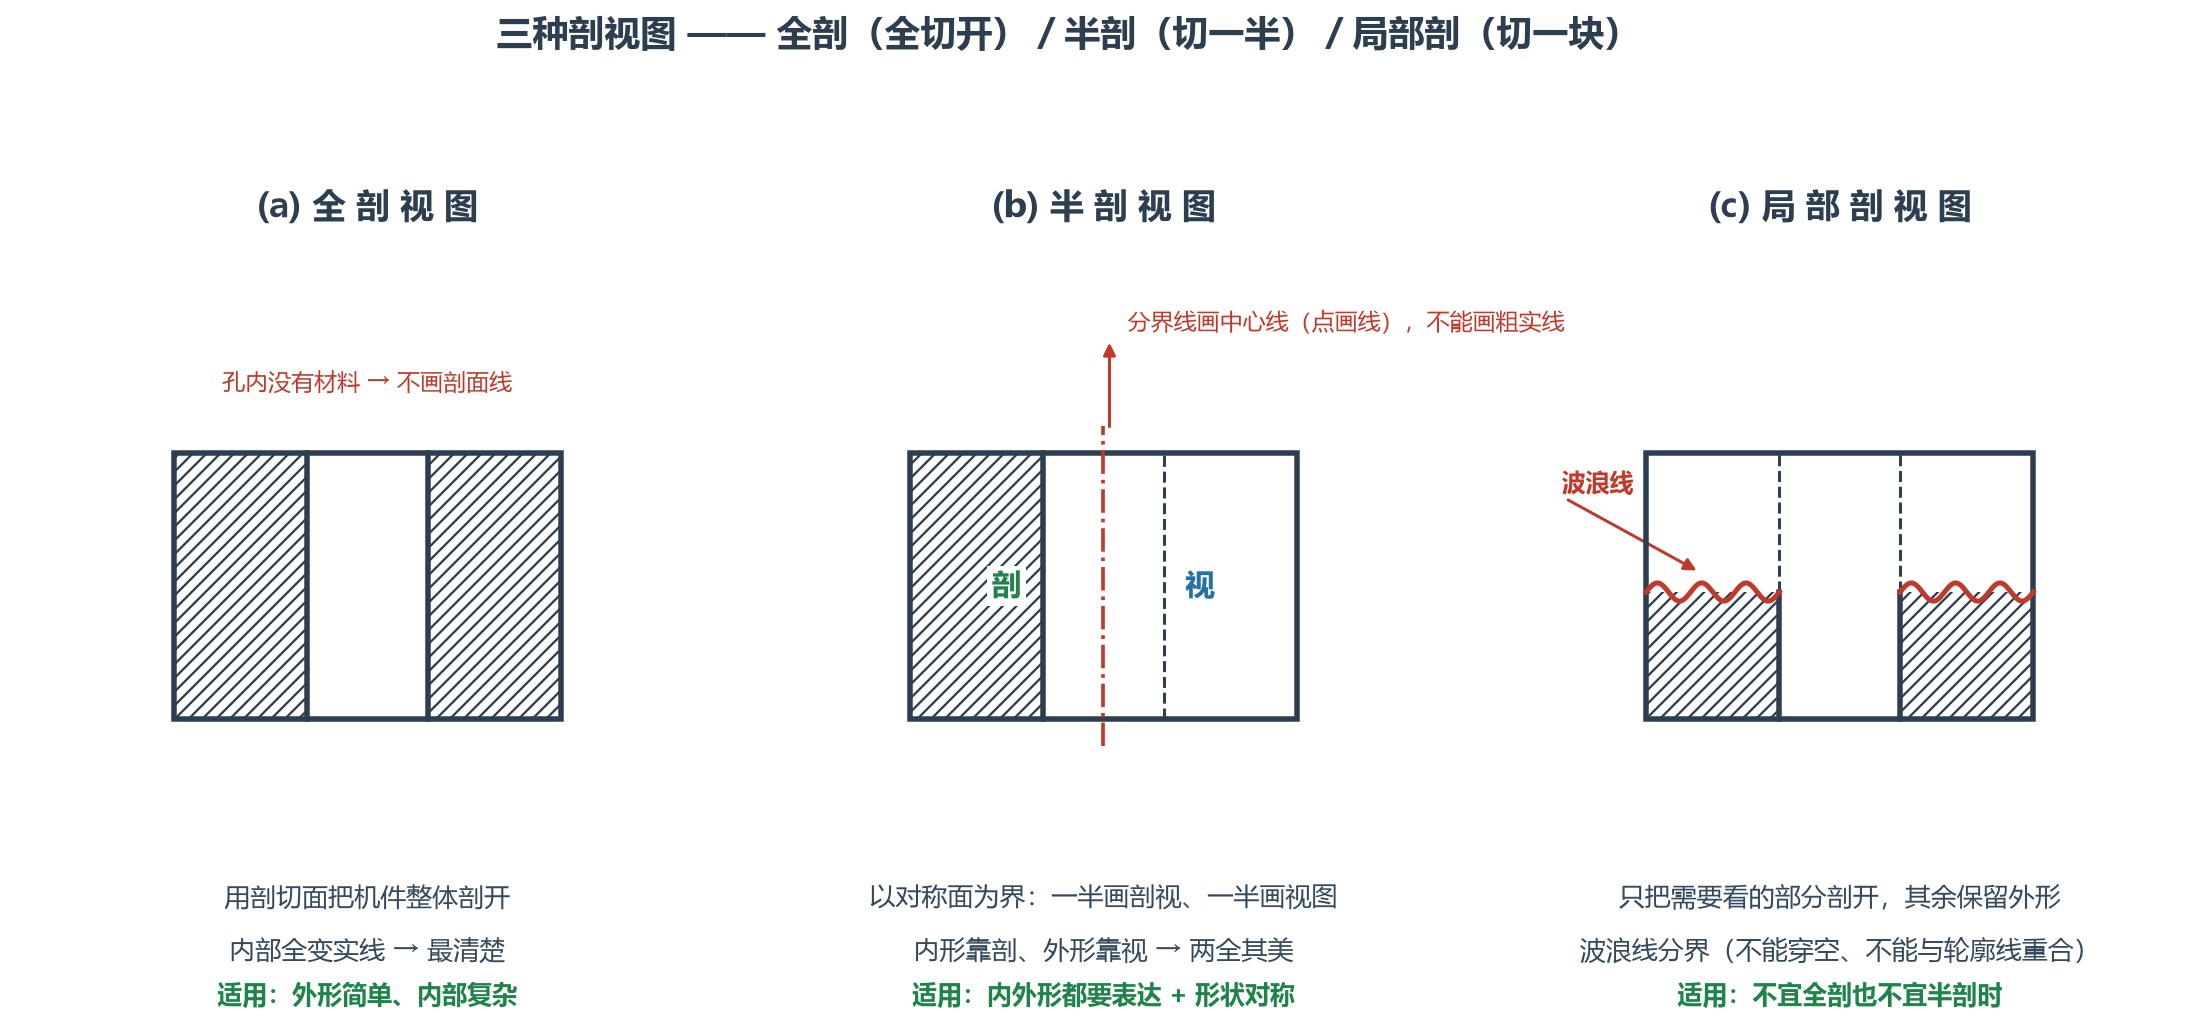 三种剖视图 —— 全剖（全切开） / 半剖（切一半） / 局部剖（切一块）
(a) 全 剖 视 图
(b) 半 剖 视 图
(c) 局 部 剖 视 图
分界线画中心线（点画线），不能画粗实线
孔内没有材料 → 不画剖面线
波浪线
剖
视
用剖切面把机件整体剖开
内部全变实线 → 最清楚
适用：外形简单、内部复杂
以对称面为界：一半画剖视、一半画视图
内形靠剖、外形靠视 → 两全其美
适用：内外形都要表达 + 形状对称
只把需要看的部分剖开，其余保留外形
波浪线分界（不能穿空、不能与轮廓线重合）
适用：不宜全剖也不宜半剖时